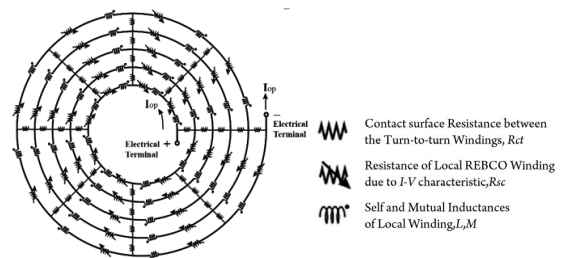 Iop
Iop
Electrical +
Terminal
−
Electrical
Terminal
Contact surface Resistance between
the Turn-to-turn Windings, Rct
Resistance of Local REBCO Winding
due to I-V characteristic,Rsc
Self and Mutual Inductances
of Local Winding,L,M